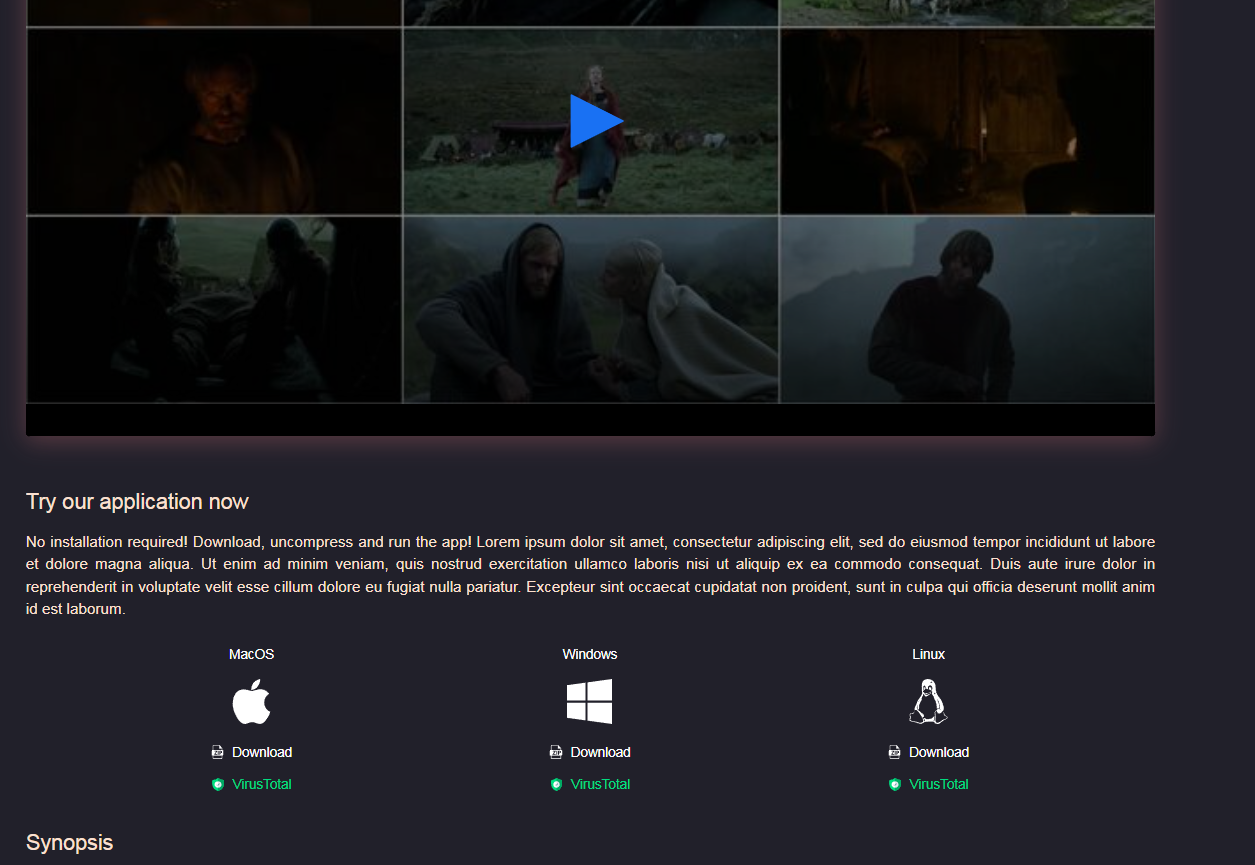 Try our application now
No installation required! Download, uncompress and run the app! Lorem ipsum dolor sit amet, consectetur adipiscing elit, sed do eiusmod tempor incididunt ut labore
et dolore magna aliqua. Ut enim ad minim veniam, quis nostrud exercitation ullamco laboris nisi ut aliquip ex ea commodo consequat. Duis aute irure dolor in
reprehenderit in voluptate velit esse cillum dolore eu fugiat nulla pariatur. Excepteur sint occaecat cupidatat non proident, sunt in culpa qui officia deserunt mollit anim
id est laborum.
MacOS Windows Linux
ZIP Download ZIP Download ZIP Download
VirusTotal VirusTotal VirusTotal
Synopsis